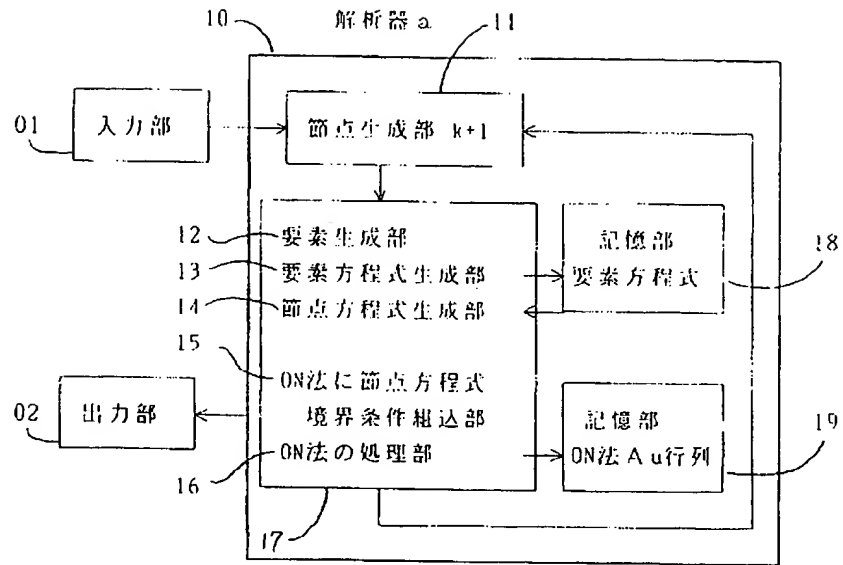 解析器a
10
11
01
入力部
節点生成部 k+1
12
要素生成部
13
要素方程式生成部
14
節点方程式生成部
15
ON法に節点方程式
境界条件組込部
16
ON法の処理部
17
記憶部
要素方程式
18
記憶部
ON法Au行列
19
02
出力部